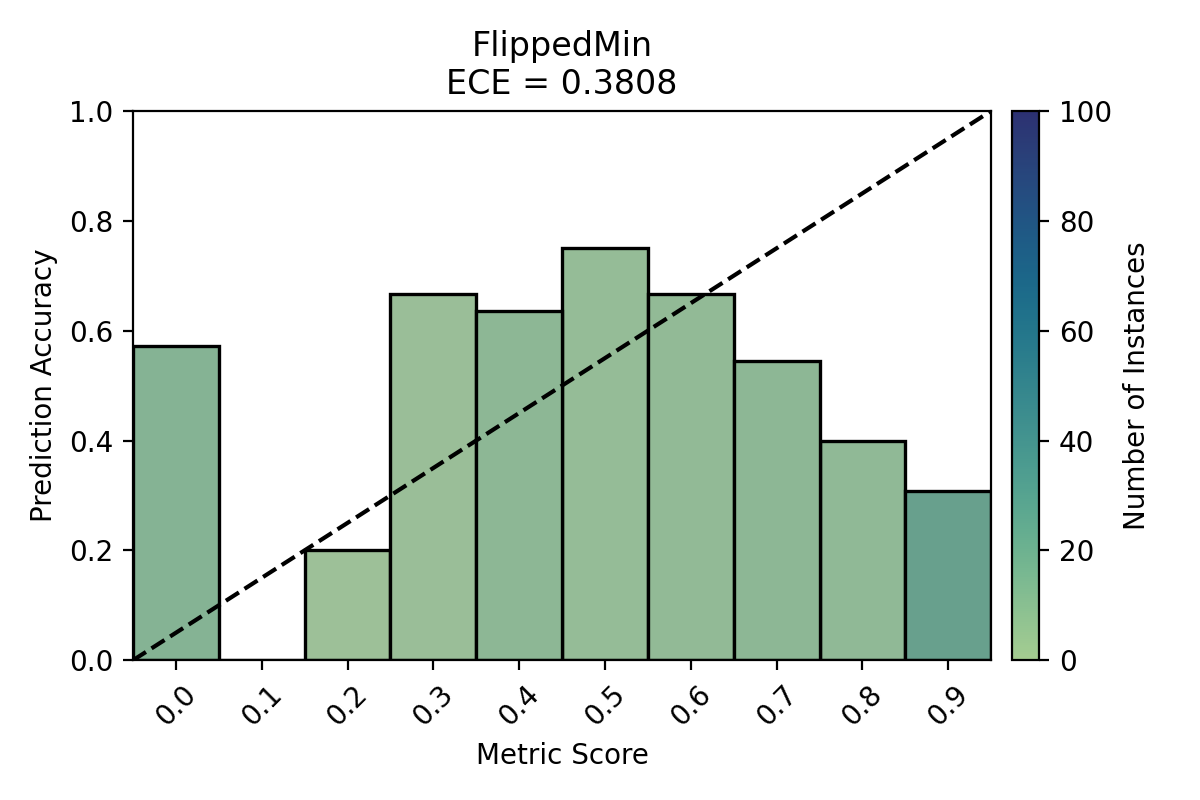 FlippedMin
ECE = 0.3808
1.0
0.8
0.6
0.4
0.2
0.0
Prediction Accuracy
0.0 0.1 0.2 0.3 0.4 0.5 0.6 0.7 0.8 0.9
Metric Score
100
80
60
40
20
0
Number of Instances